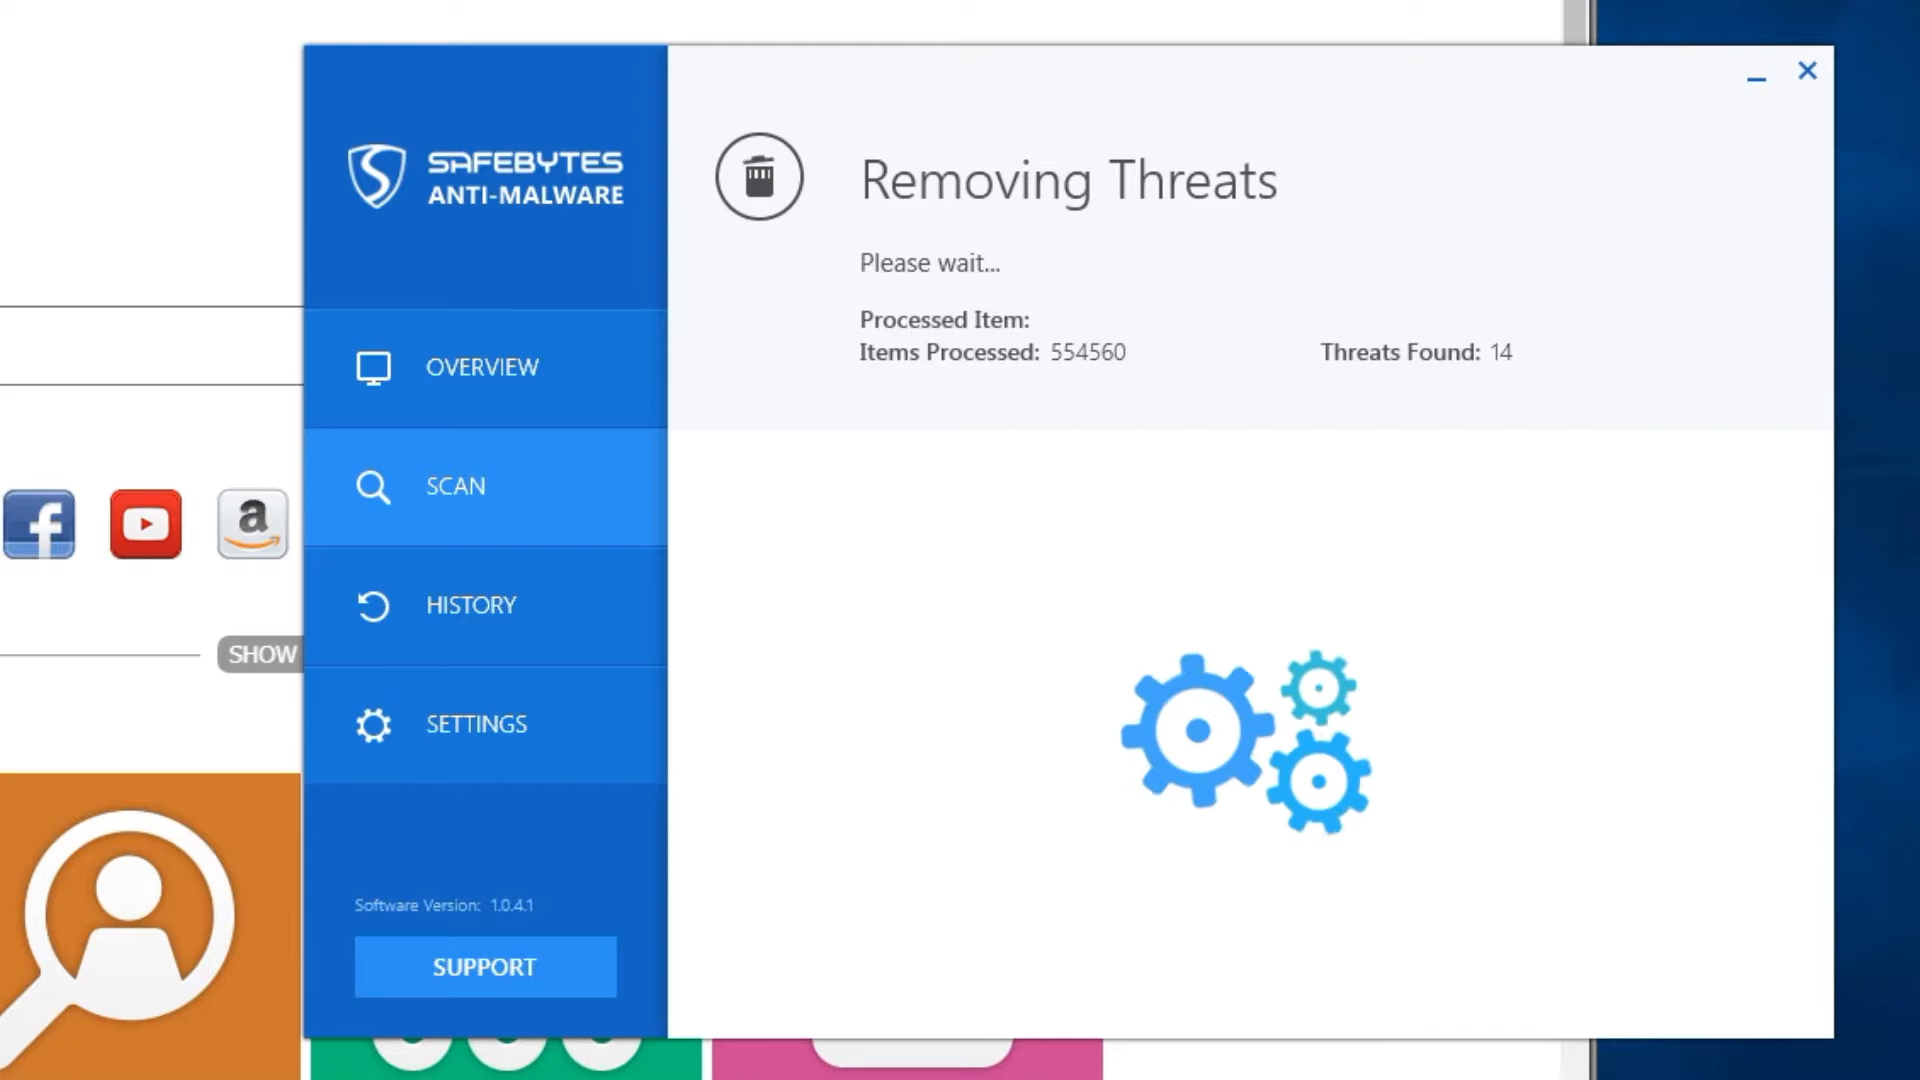 SAFEBYTES
ANTI-MALWARE
OVERVIEW
SCAN
HISTORY
SETTINGS
Software Version: 1.0.4.1
SUPPORT
Removing Threats
Please wait...
Processed Item:
Items Processed: 554560
Threats Found: 14
f
a
SHOW